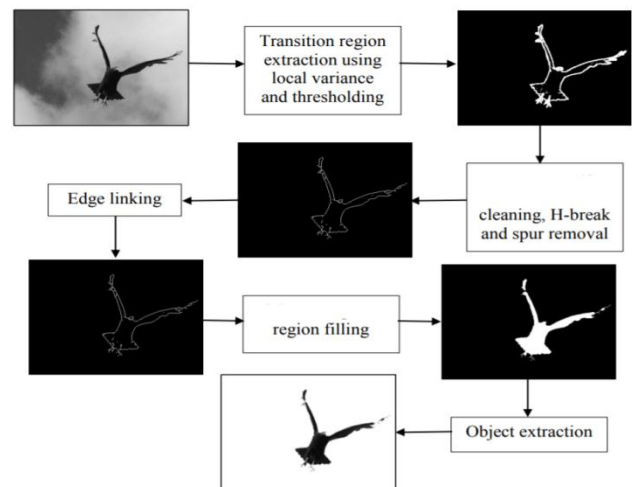 Transition region
extraction using
local variance
and thresholding
cleaning, H-break
and spur removal
Edge linking
region filling
Object extraction